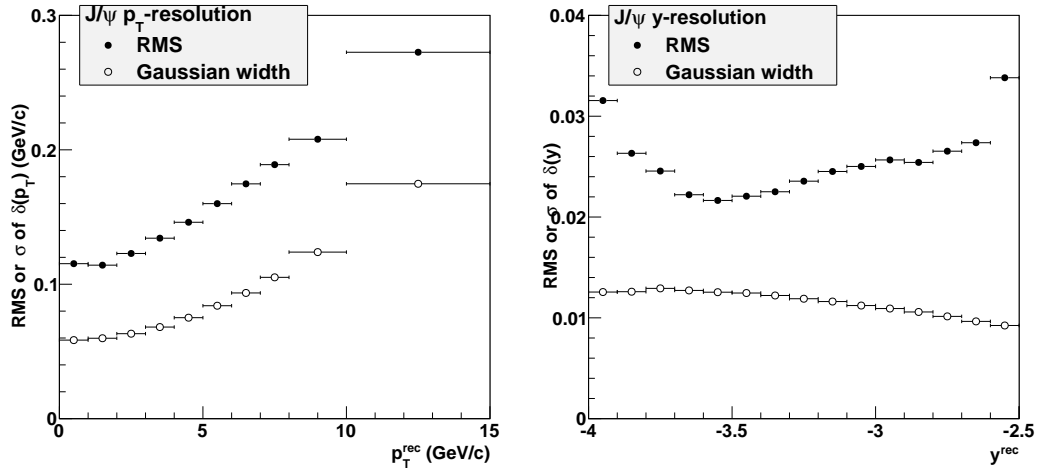 J/ψ p_T-resolution
RMS
Gaussian width
RMS or σ of δ(p_T) (GeV/c)
0.3
0.2
0.1
0
0 5 10 15
p_T^rec (GeV/c)
J/ψ y-resolution
RMS
Gaussian width
RMS or σ of δ(y)
0.04
0.03
0.02
0.01
0
-4 -3.5 -3 -2.5
y^rec